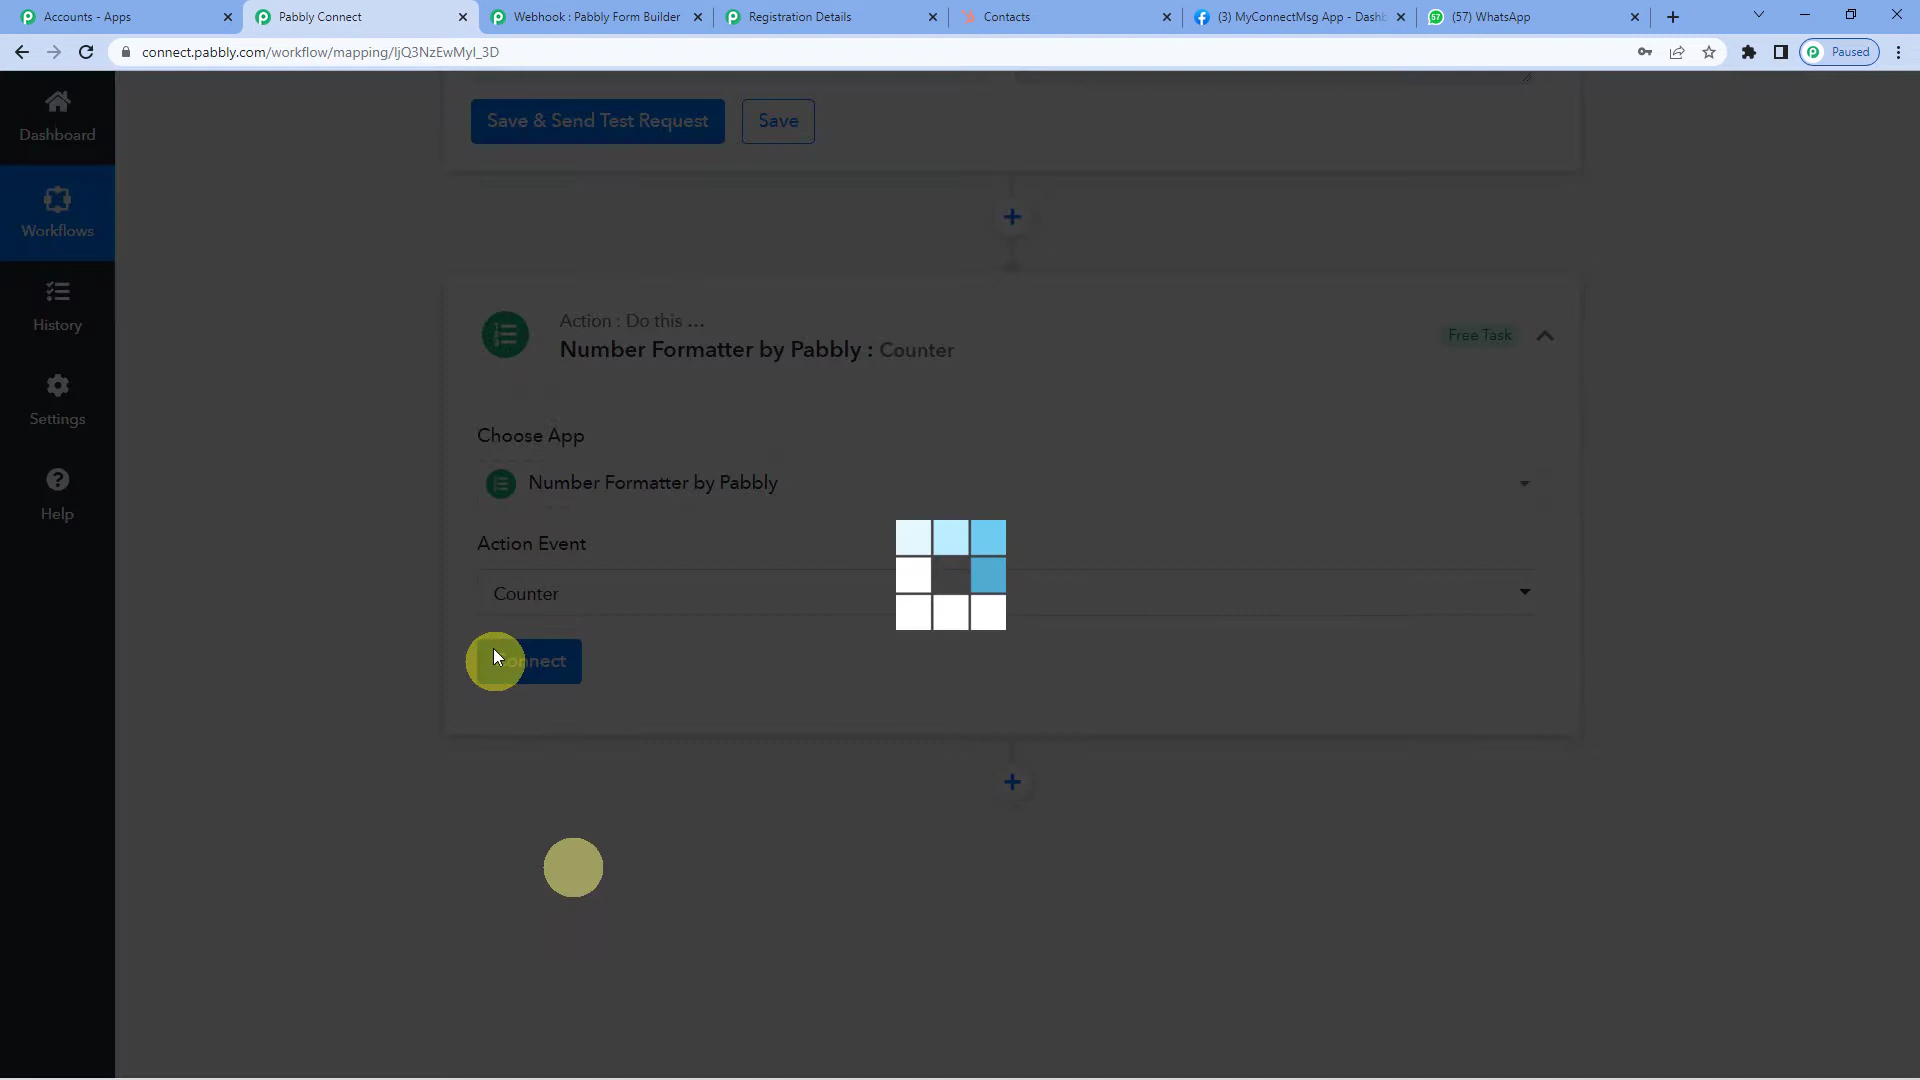 Accounts - Apps
Pabbly Connect
Webhook : Pabbly Form Builder
Registration Details
Contacts
(3) MyConnectMsg App - Dashb
57
(57) WhatsApp
connect.pabbly.com/workflow/mapping/IjQ3NzEwMyI_3D
Paused
Dashboard
Workflows
History
Settings
Help
Save & Send Test Request
Save
Action : Do this ...
Number Formatter by Pabbly : Counter
Free Task
Choose App
Number Formatter by Pabbly
Action Event
Counter
Connect